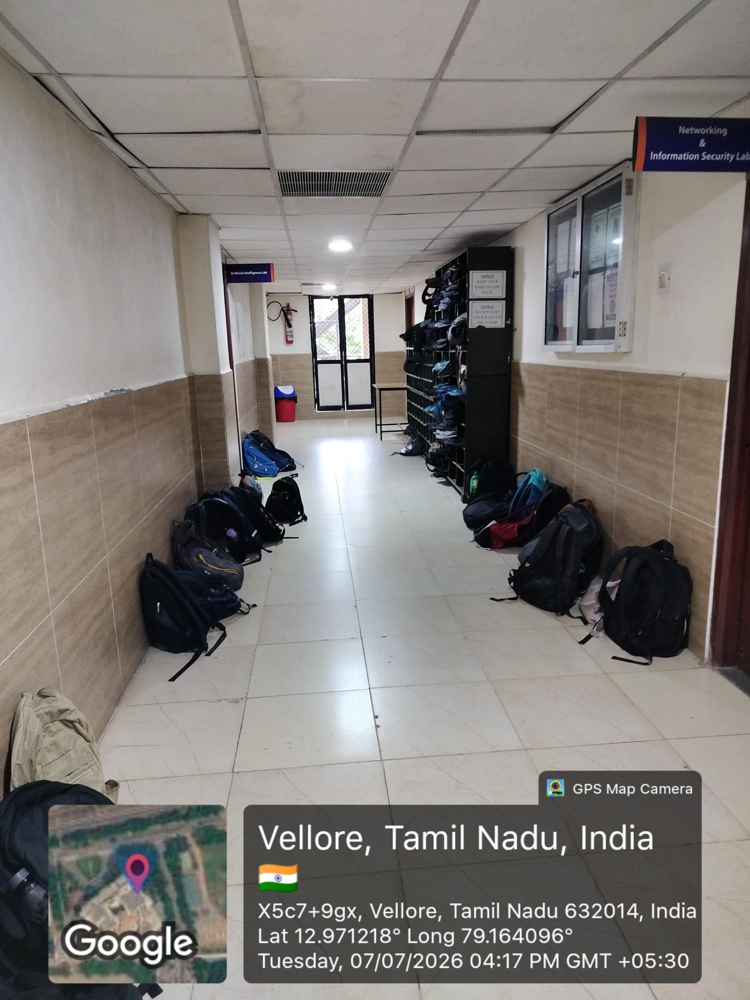 Networking
&
Information Security Lab
Artificial Intelligence Lab
NOTICE
KEEP YOUR
BAGS ON THE
RACK
NOTICE
DO NOT KEEP
YOUR BAGS ON
THE FLOOR
GPS Map Camera
Google
Vellore, Tamil Nadu, India
X5c7+9gx, Vellore, Tamil Nadu 632014, India
Lat 12.971218° Long 79.164096°
Tuesday, 07/07/2026 04:17 PM GMT +05:30